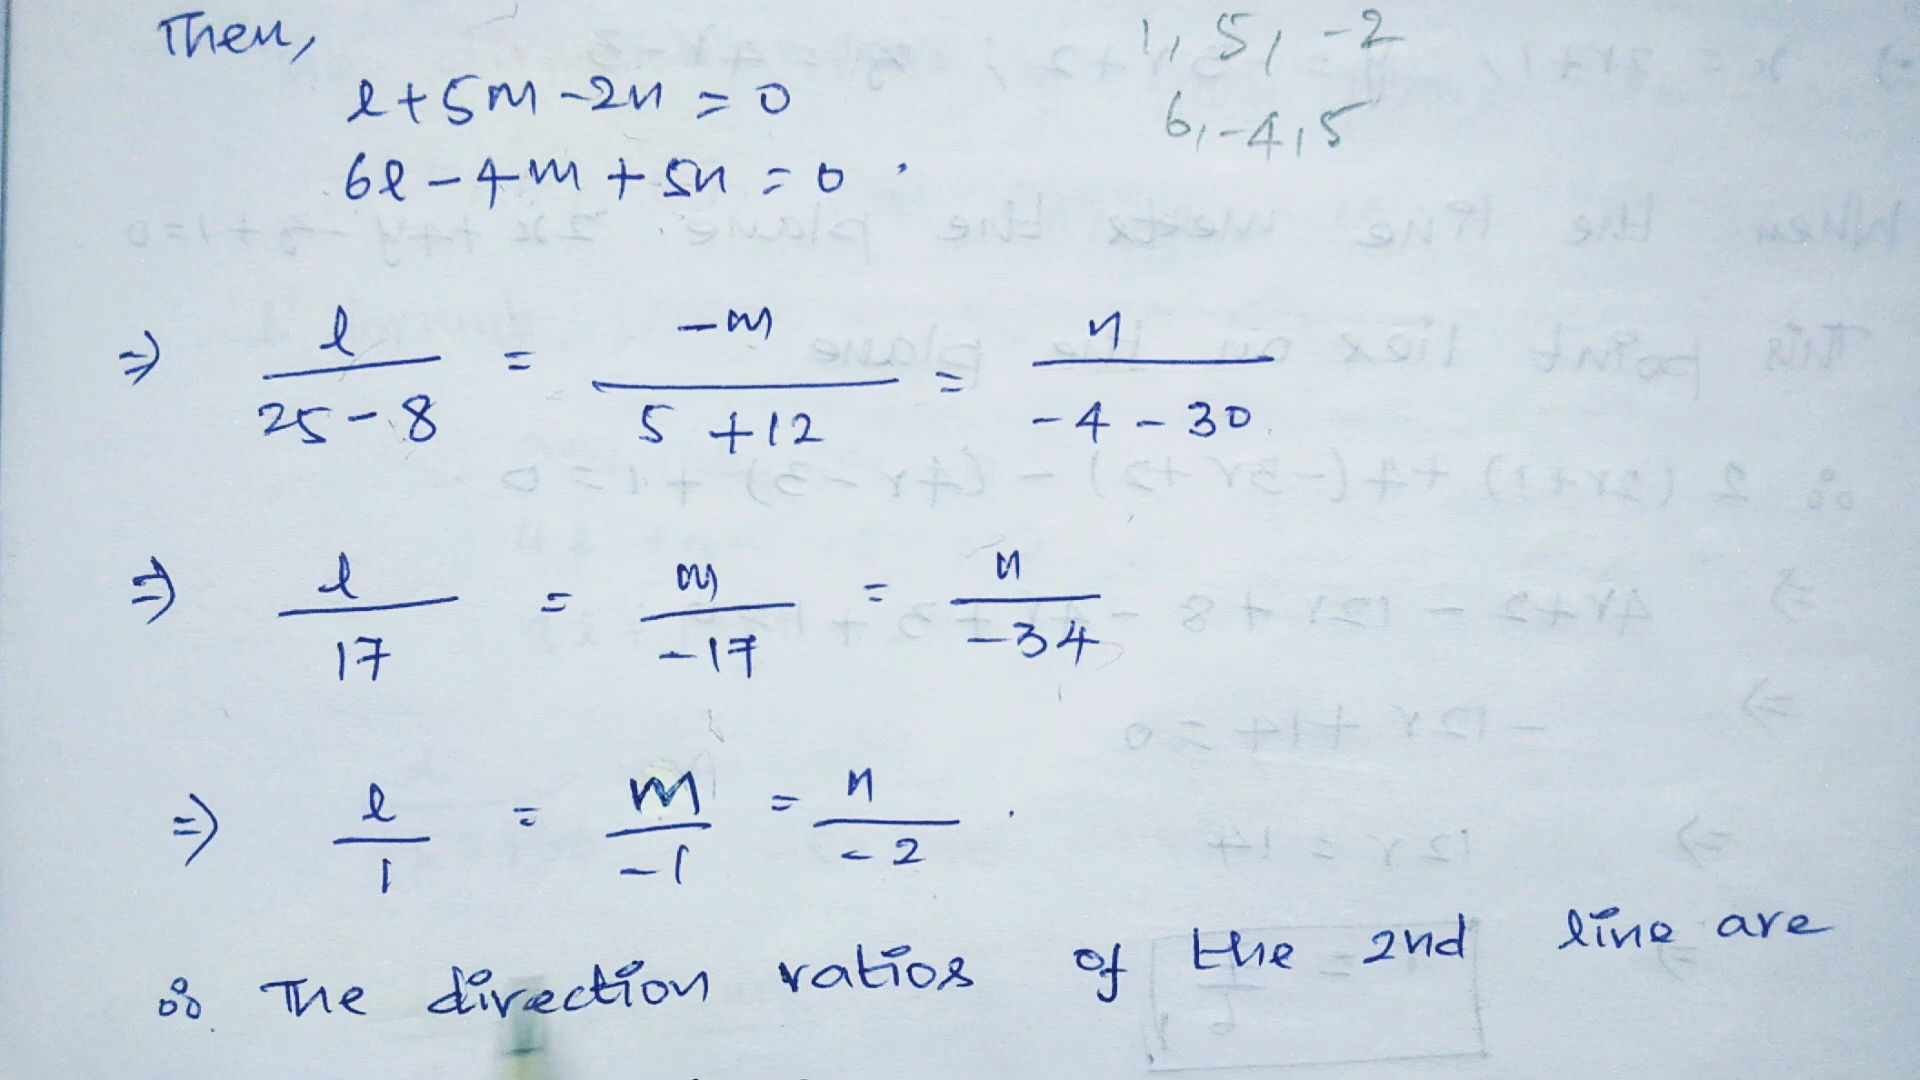 Then,
l + 5m - 2n = 0
6l - 4m + 5n = 0.
1, 5, -2
6, -4, 5
⇒ l/(25-8) = -m/(5+12) = n/(-4-30)
⇒ l/17 = m/-17 = n/-34
⇒ l/1 = m/-1 = n/-2.
∴ The direction ratios of the 2nd line are